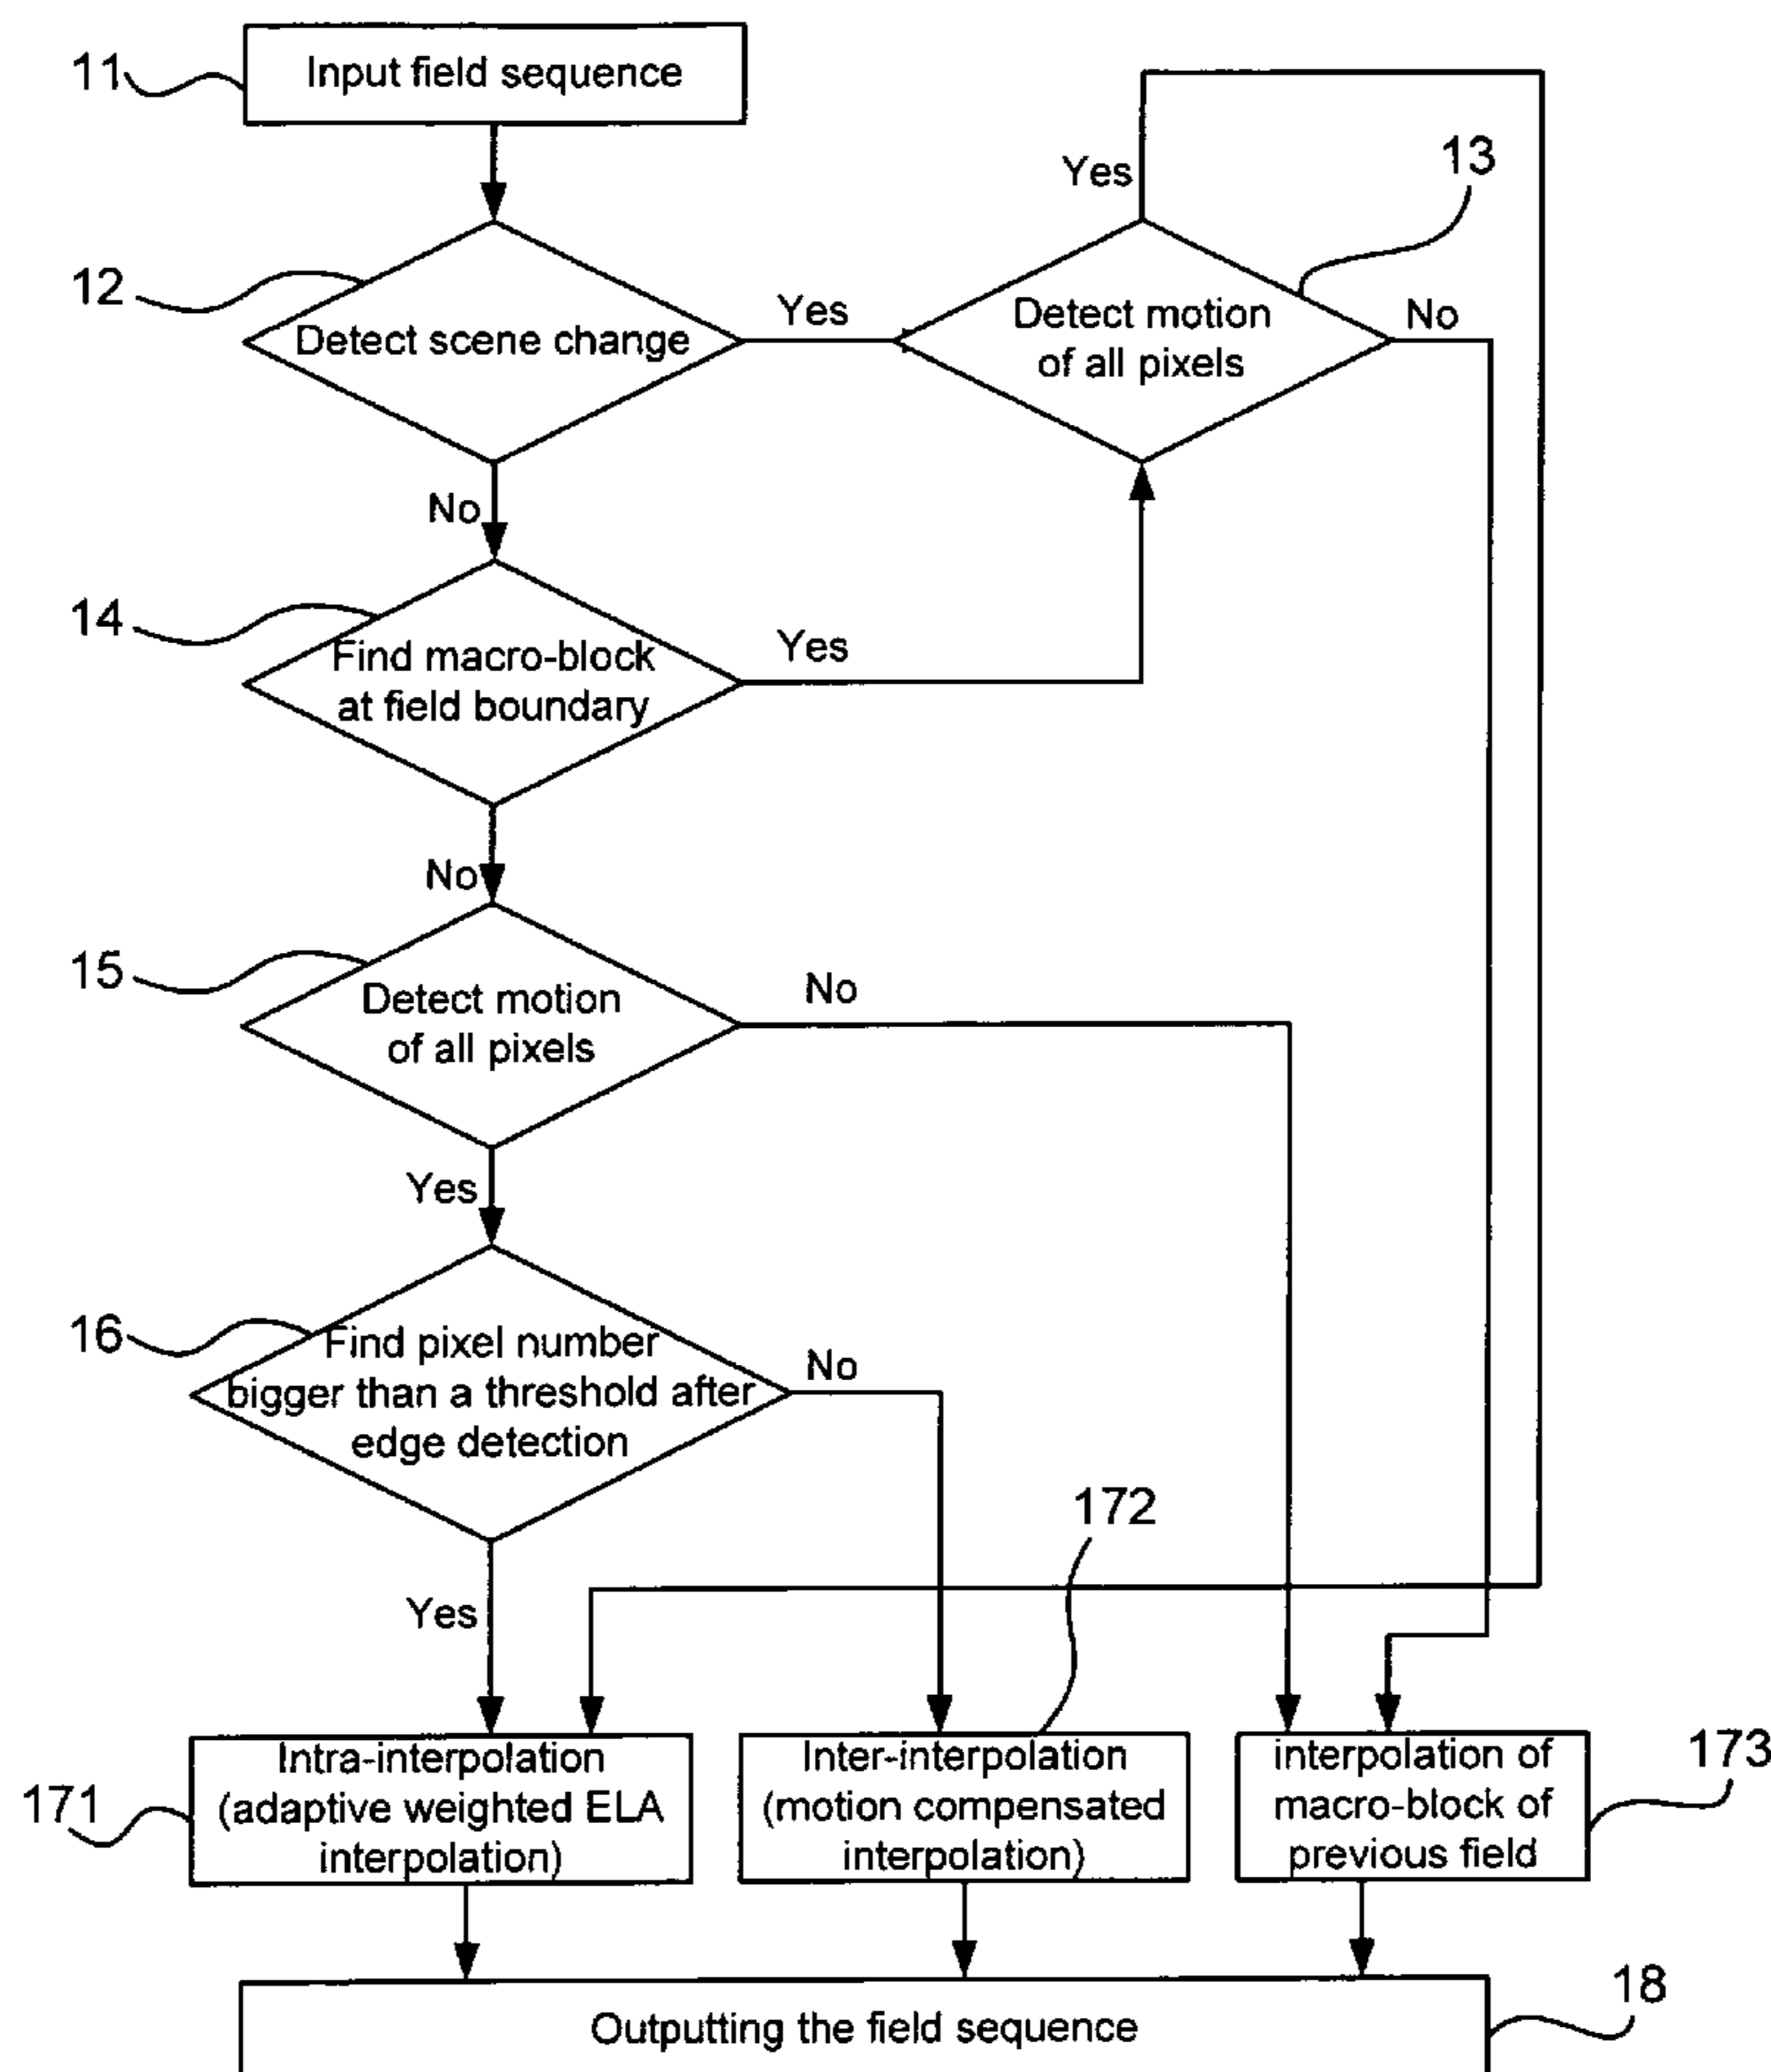 11
Input field sequence
Yes
13
12
Detect scene change
Yes
Detect motion
of all pixels
No
No
14
Find macro-block
at field boundary
Yes
No
15
Detect motion
of all pixels
No
Yes
16
Find pixel number
bigger than a threshold after
edge detection
No
172
Yes
171
Intra-interpolation
(adaptive weighted ELA
interpolation)
Inter-interpolation
(motion compensated
interpolation)
interpolation of
macro-block of
previous field
173
Outputting the field sequence
18